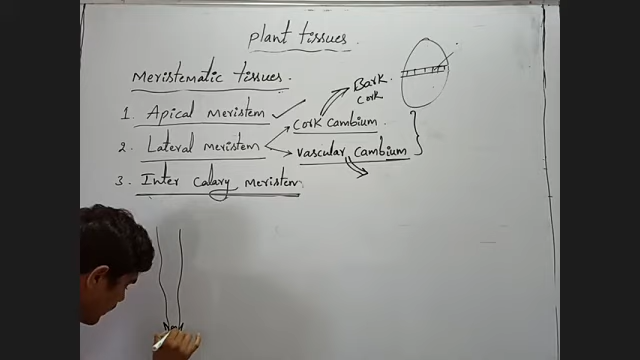 plant tissues.
Meristematic tissues.
1. Apical meristem
2. Lateral meristem
3. Inter Calary meristem
Bark
Cork
Cork cambium
vascular cambium